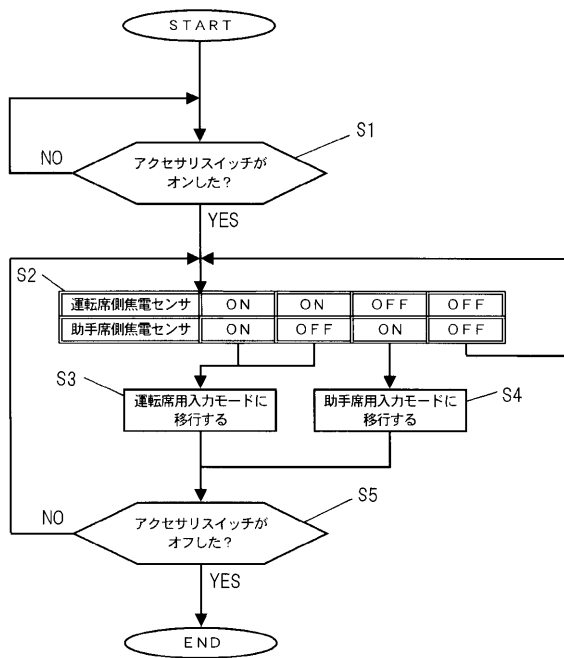 START
S1
アクセサリスイッチが
オンした?
NO
YES
S2
運転席側焦電センサ ON ON OFF OFF
助手席側焦電センサ ON OFF ON OFF
S3
運転席用入力モードに
移行する
助手席用入力モードに
移行する
S4
S5
アクセサリスイッチが
オフした?
NO
YES
END